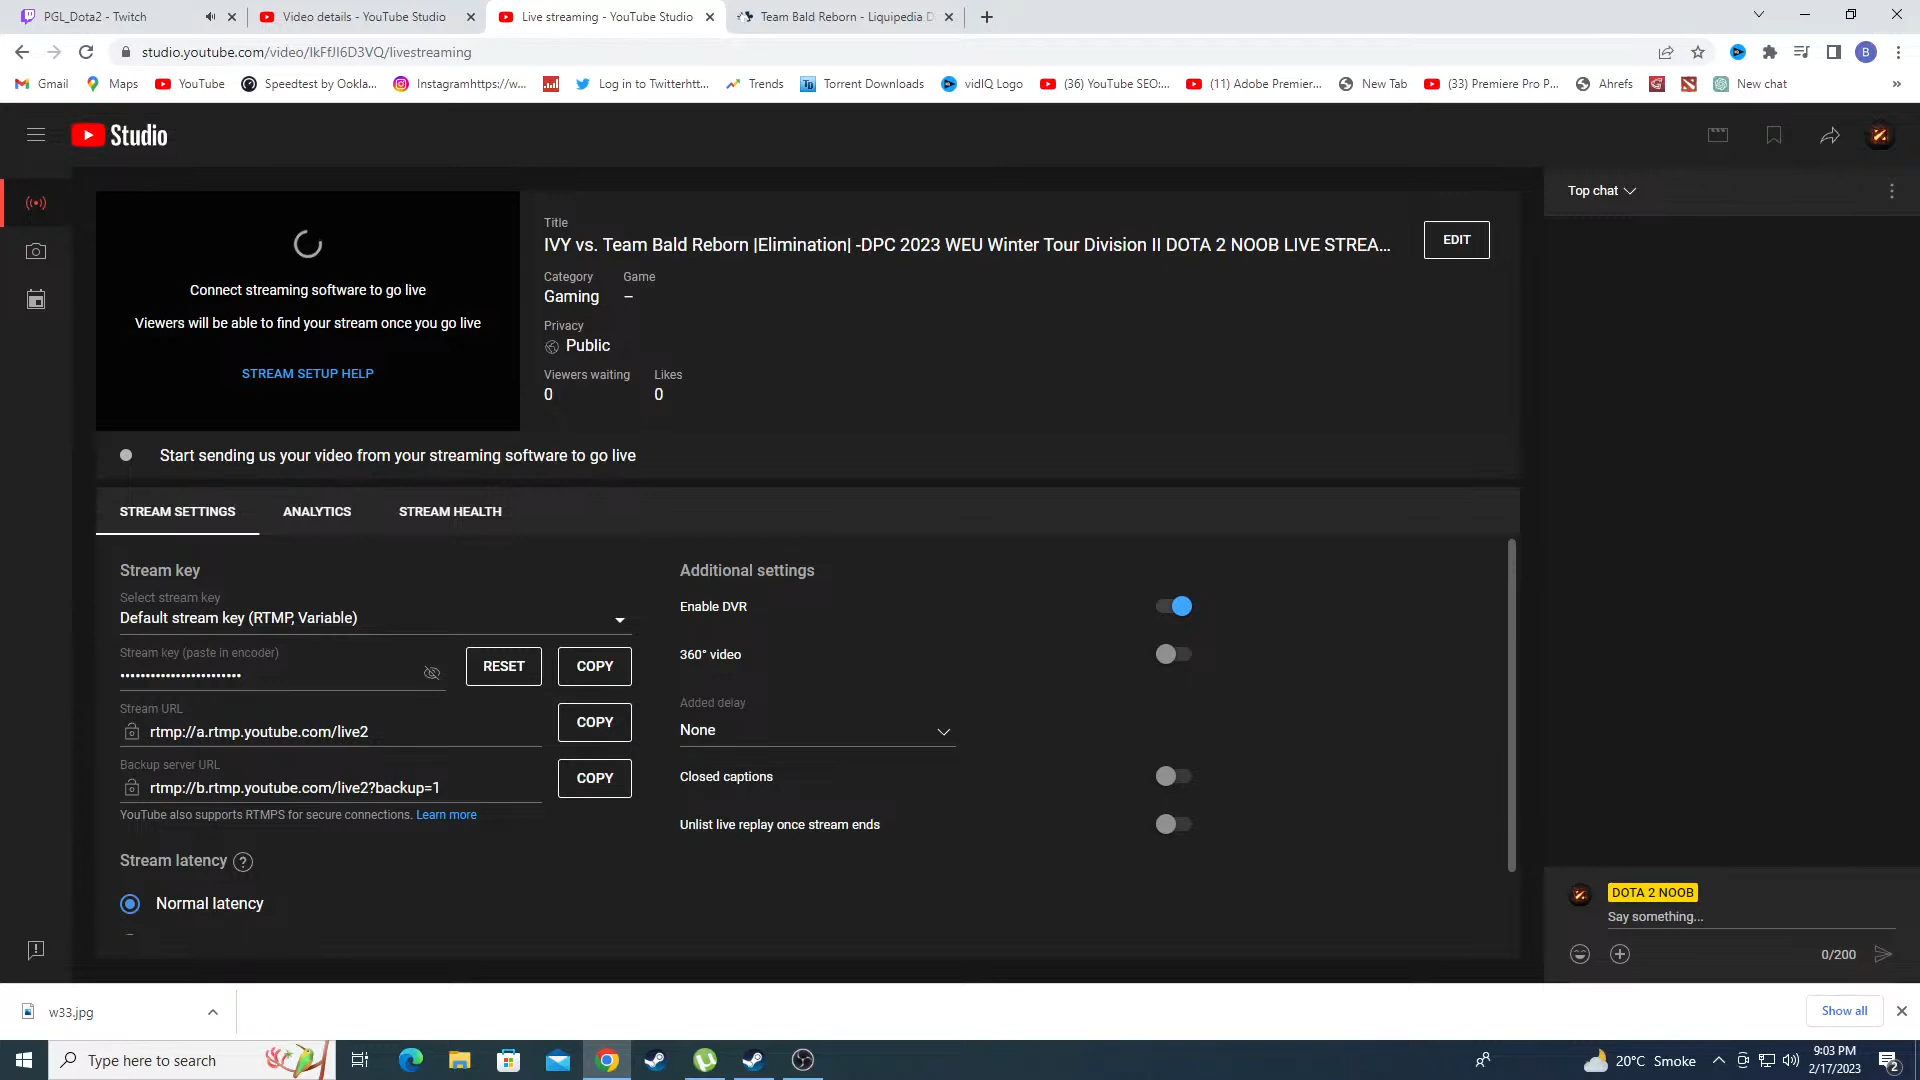 PGL_Dota2 - Twitch
Video details - YouTube Studio
Live streaming - YouTube Studio
Team Bald Reborn - Liquipedia D
studio.youtube.com/video/lkFfJI6D3VQ/livestreaming
B
Gmail
Maps
YouTube
Speedtest by Ookla...
Instagramhttps://w...
Log in to Twitterhtt...
Trends
Torrent Downloads
vidIQ Logo
(36) YouTube SEO:...
(11) Adobe Premier...
New Tab
(33) Premiere Pro P...
Ahrefs
New chat
Studio
Connect streaming software to go live
Viewers will be able to find your stream once you go live
STREAM SETUP HELP
Title
IVY vs. Team Bald Reborn |Elimination| -DPC 2023 WEU Winter Tour Division II DOTA 2 NOOB LIVE STREA...
EDIT
Category Game
Gaming –
Privacy
Public
Viewers waiting Likes
0 0
Top chat
Start sending us your video from your streaming software to go live
STREAM SETTINGS ANALYTICS STREAM HEALTH
Stream key
Select stream key
Default stream key (RTMP, Variable)
Stream key (paste in encoder)
••••••••••••••••••••••••
RESET COPY
Stream URL
rtmp://a.rtmp.youtube.com/live2
COPY
Backup server URL
rtmp://b.rtmp.youtube.com/live2?backup=1
COPY
YouTube also supports RTMPS for secure connections. Learn more
Stream latency ?
Normal latency
Additional settings
Enable DVR
360° video
Added delay
None
Closed captions
Unlist live replay once stream ends
DOTA 2 NOOB
Say something...
0/200
w33.jpg
Show all
Type here to search
20°C Smoke
9:03 PM
2/17/2023
2